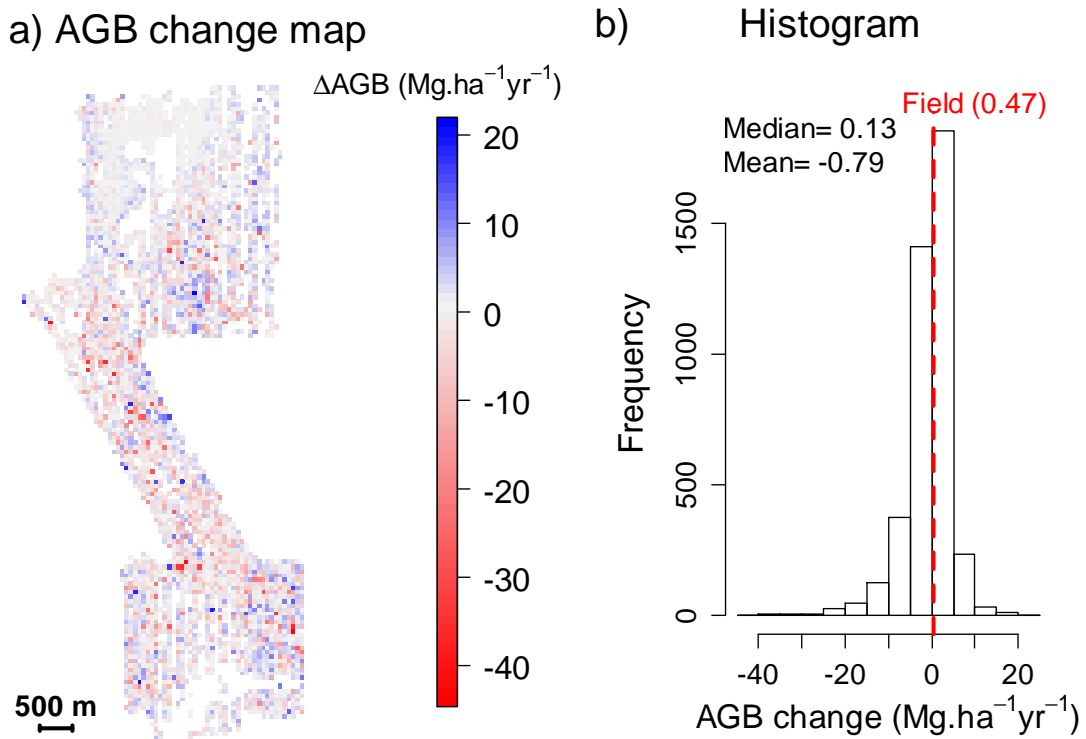 a) AGB change map
ΔAGB (Mg.ha⁻¹yr⁻¹)
20
10
0
-10
-20
-30
-40
500 m
b) Histogram
Field (0.47)
Median= 0.13
Mean= -0.79
Frequency
1500
1000
500
0
-40 -20 0 20
AGB change (Mg.ha⁻¹yr⁻¹)